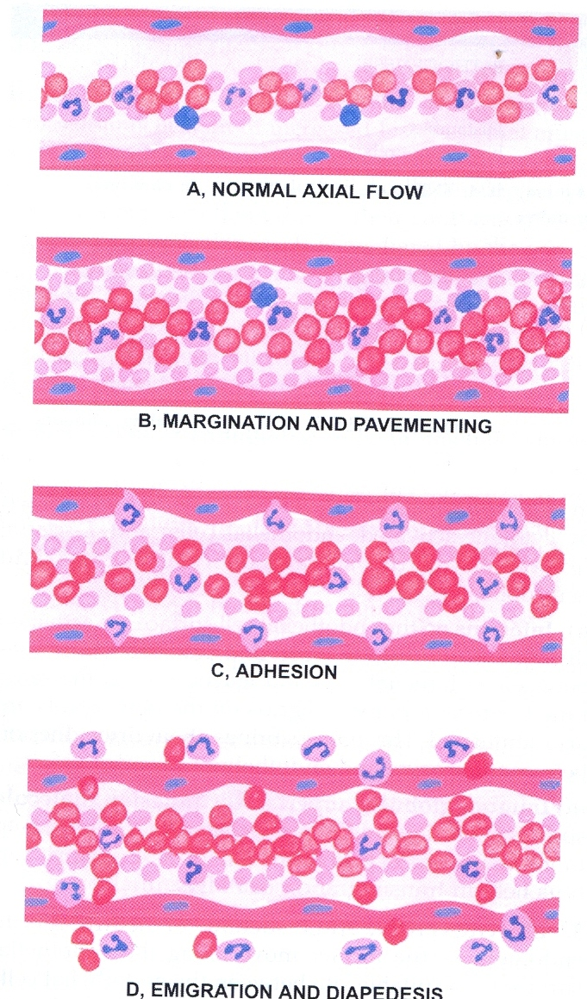 A, NORMAL AXIAL FLOW
B, MARGINATION AND PAVEMENTING
C, ADHESION
D, EMIGRATION AND DIAPEDESIS